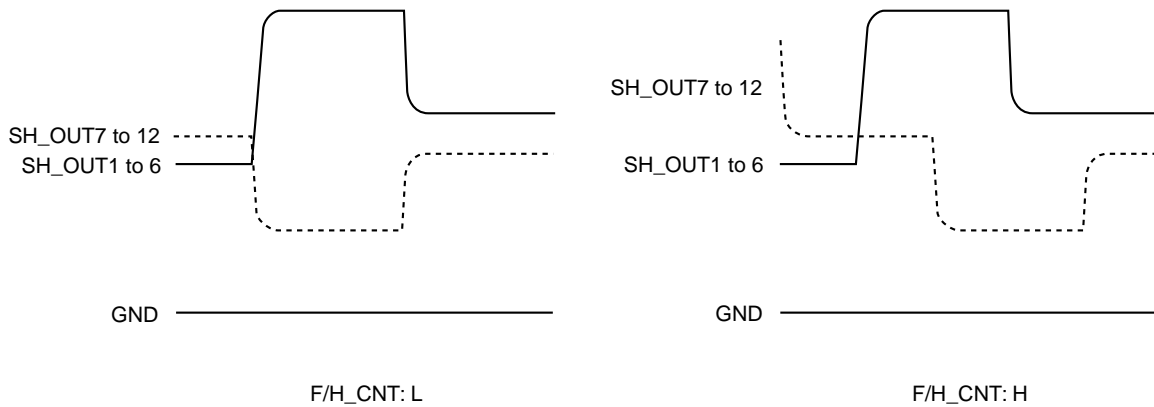 SH_OUT7 to 12
SH_OUT1 to 6
GND
F/H_CNT: L
SH_OUT7 to 12
SH_OUT1 to 6
GND
F/H_CNT: H